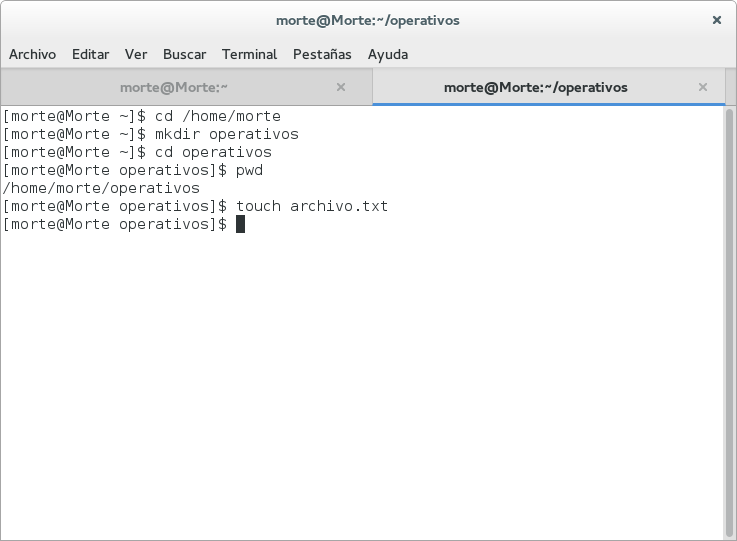 morte@Morte:~/operativos
Archivo Editar Ver Buscar Terminal Pestañas Ayuda
morte@Morte:~ morte@Morte:~/operativos
[morte@Morte ~]$ cd /home/morte
[morte@Morte ~]$ mkdir operativos
[morte@Morte ~]$ cd operativos
[morte@Morte operativos]$ pwd
/home/morte/operativos
[morte@Morte operativos]$ touch archivo.txt
[morte@Morte operativos]$